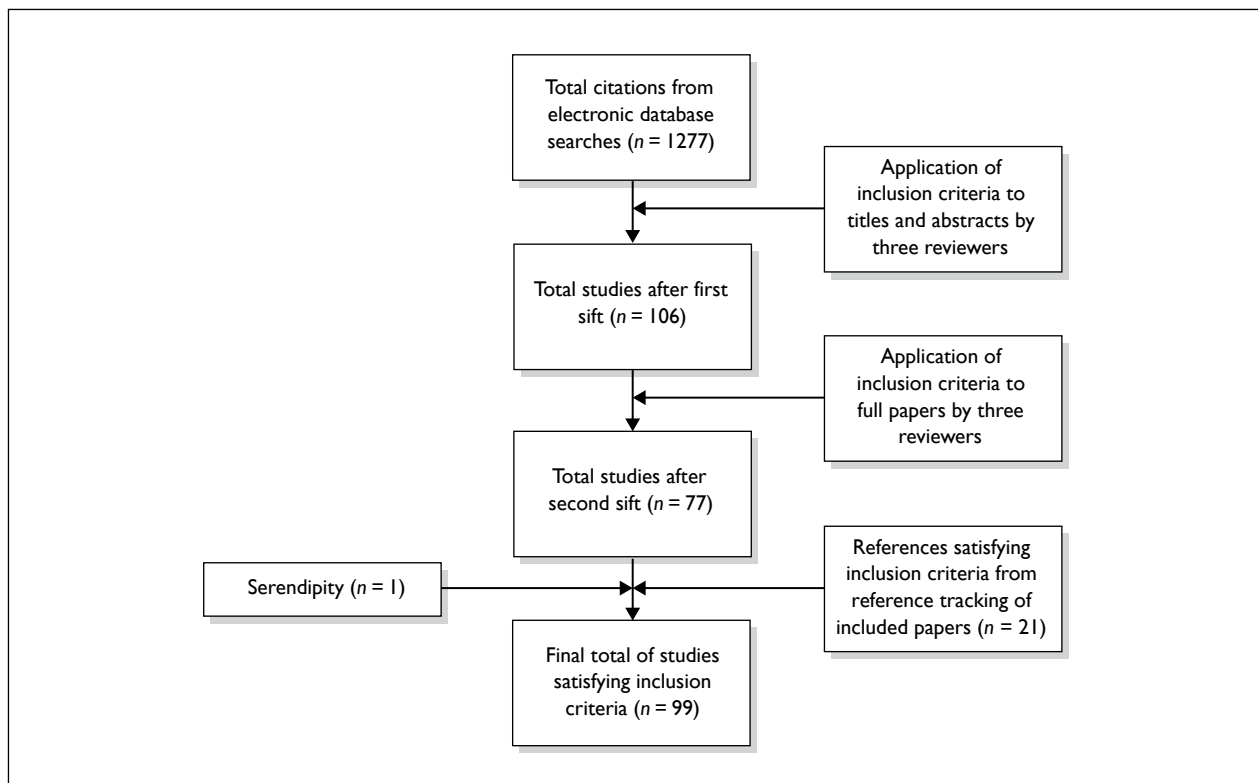 Total citations from
electronic database
searches (n = 1277)
Application of
inclusion criteria to
titles and abstracts by
three reviewers
Total studies after first
sift (n = 106)
Application of
inclusion criteria to
full papers by three
reviewers
Total studies after
second sift (n = 77)
Serendipity (n = 1)
References satisfying
inclusion criteria from
reference tracking of
included papers (n = 21)
Final total of studies
satisfying inclusion
criteria (n = 99)